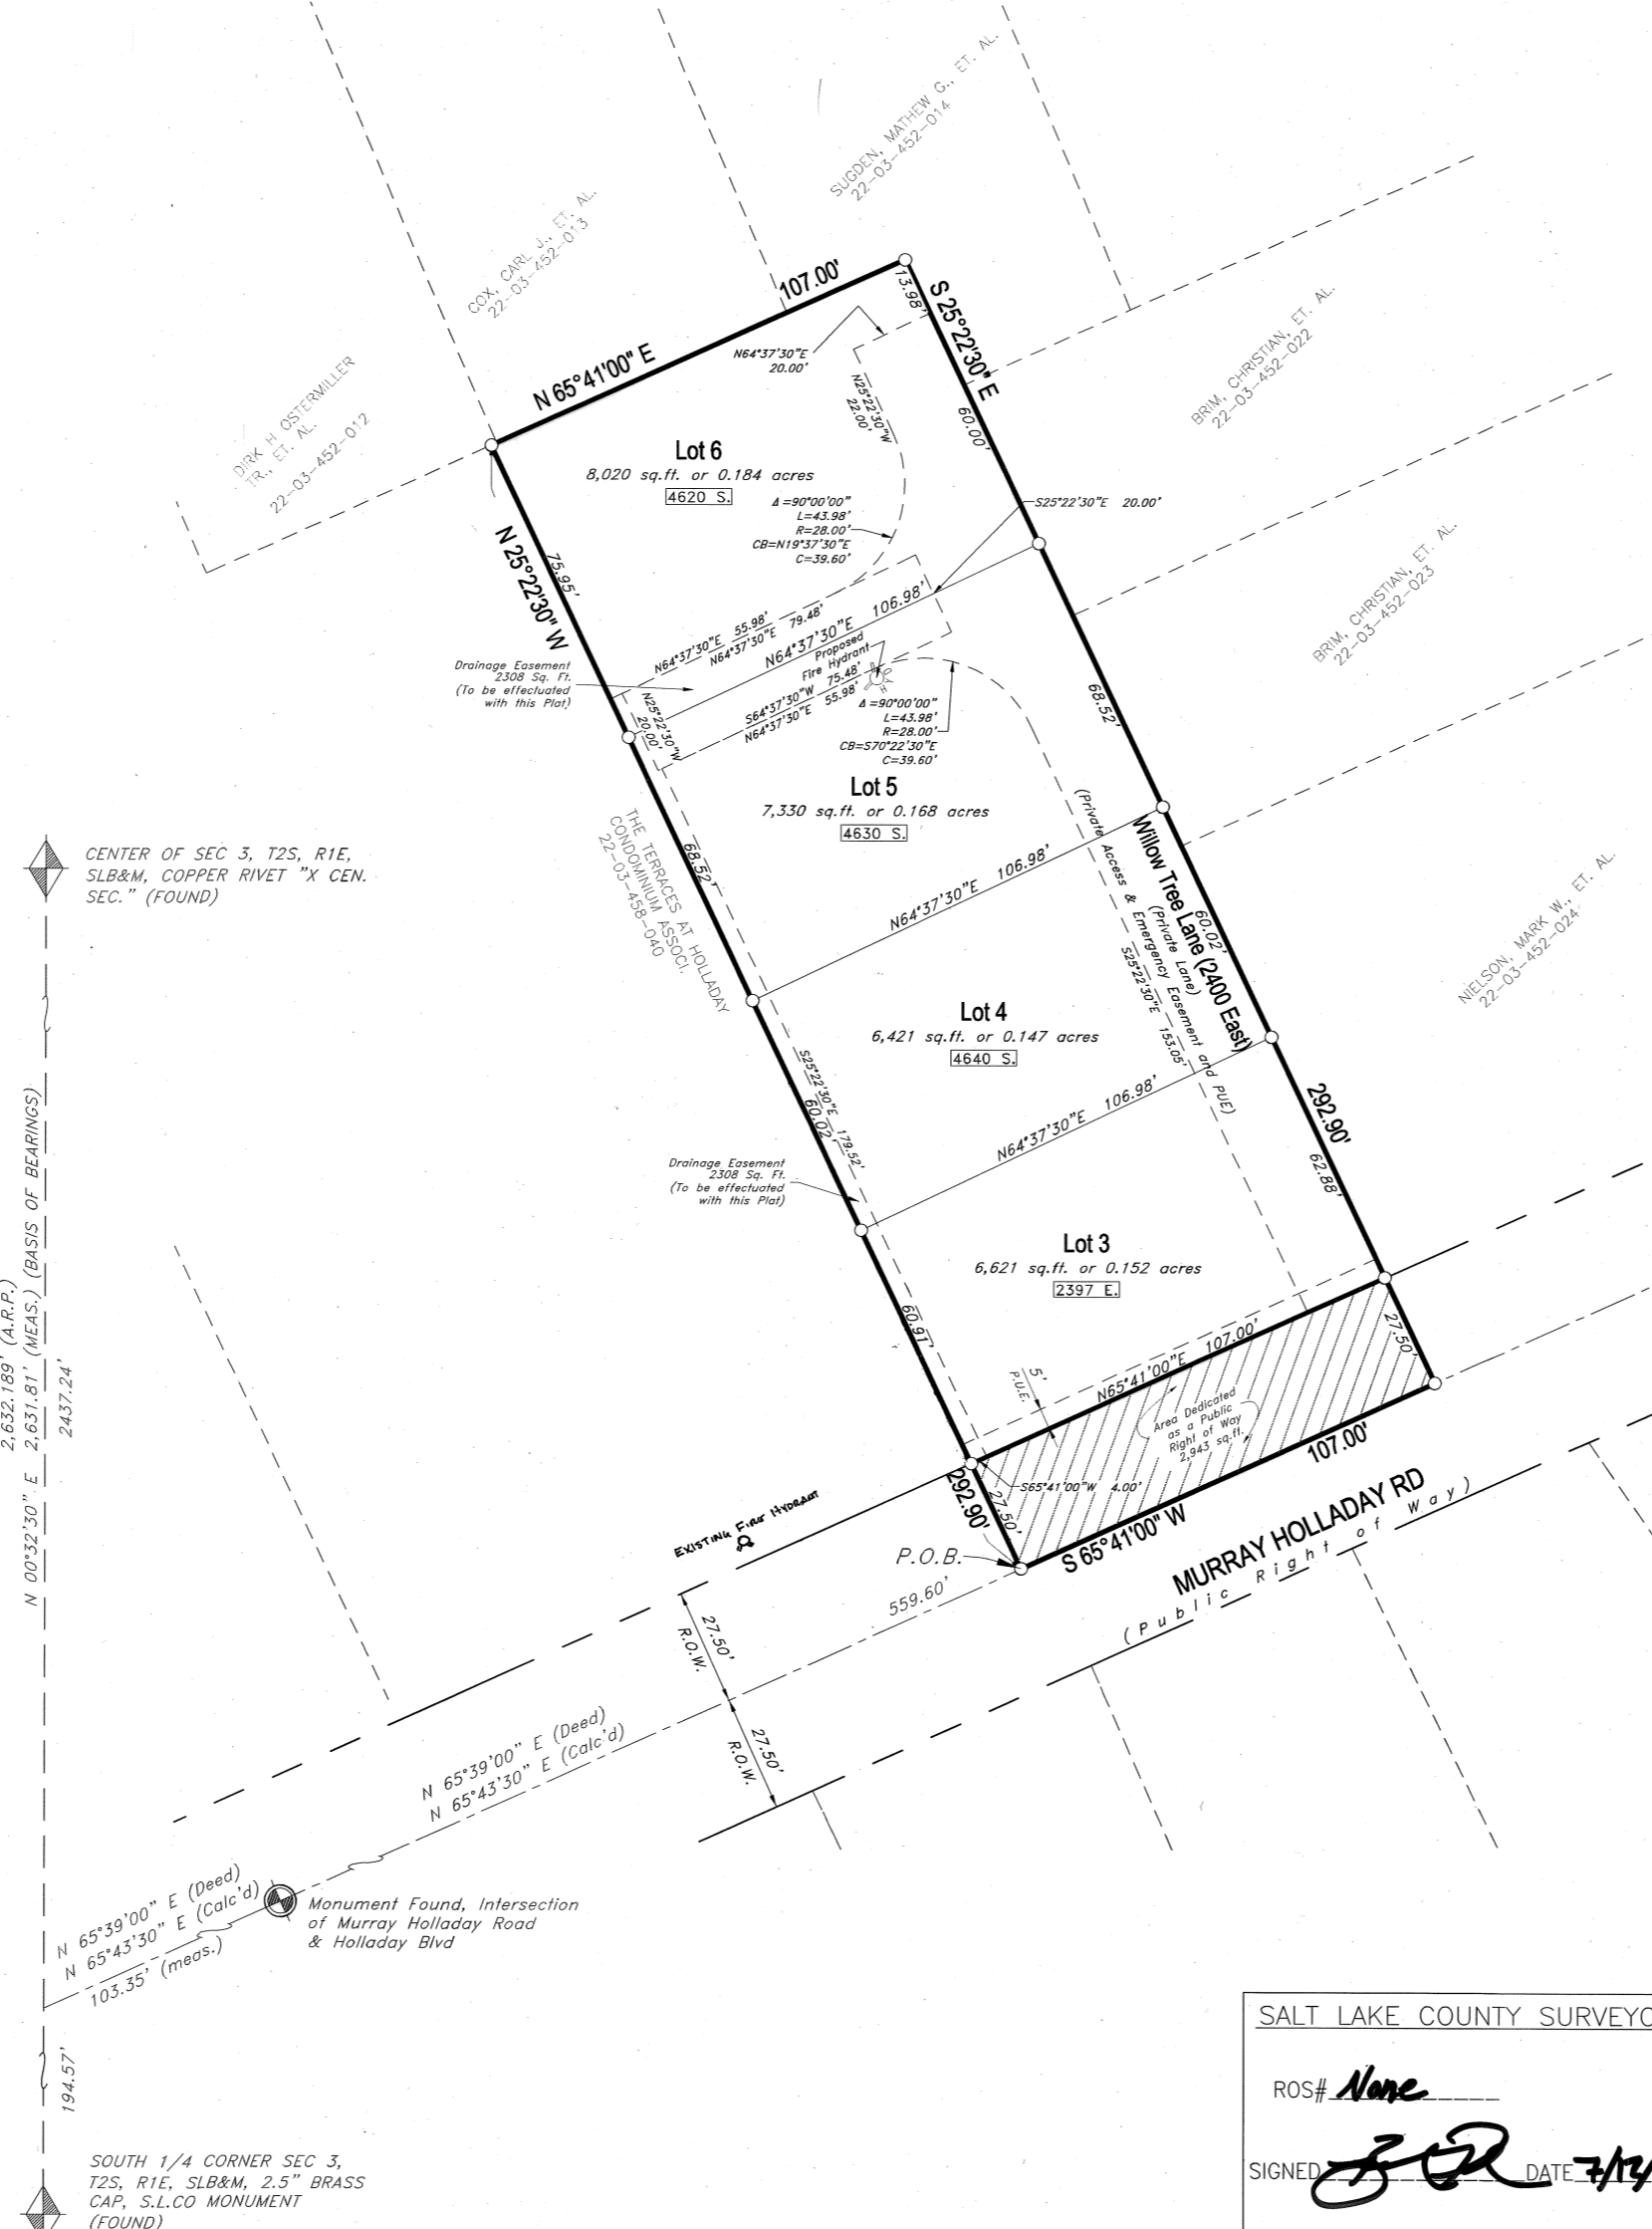 SUGDEN, MATHEW G., ET. AL.
22-03-452-014
COX, CARL J., ET. AL.
22-03-452-013
DIRK H OSTERMILLER
TR., ET. AL.
22-03-452-012
BRIM, CHRISTIAN, ET. AL.
22-03-452-022
BRIM, CHRISTIAN, ET. AL.
22-03-452-023
NIELSON, MARK W., ET. AL.
22-03-452-024
N 65°41'00" E
107.00'
13.98'
S 25°22'30" E
N64°37'30"E
20.00'
N25°22'30"W
22.00'
60.00'
Lot 6
8,020 sq.ft. or 0.184 acres
4620 S.
Δ =90°00'00"
L=43.98'
R=28.00'
CB=N19°37'30"E
C=39.60'
S25°22'30"E 20.00'
N 25°22'30" W
75.95'
N64°37'30"E 55.98'
N64°37'30"E 79.48'
N64°37'30"E 106.98'
Proposed
Fire Hydrant
S64°37'30"W 75.48'
N64°37'30"E 55.98'
Drainage Easement
2308 Sq. Ft.
(To be effectuated
with this Plat)
N25°22'30"W
20.00'
Δ =90°00'00"
L=43.98'
R=28.00'
CB=S70°22'30"E
C=39.60'
68.52'
Lot 5
7,330 sq.ft. or 0.168 acres
4630 S.
THE TERRACES AT HOLLADAY
CONDOMINIUM ASSOCI.
22-03-458-040
68.52'
N64°37'30"E 106.98'
Willow Tree Lane (2400 East)
(Private Lane)
60.02'
(Private Access & Emergency Easement and PUE)
S25°22'30"E 153.05'
CENTER OF SEC 3, T2S, R1E,
SLB&M, COPPER RIVET "X CEN.
SEC." (FOUND)
Lot 4
6,421 sq.ft. or 0.147 acres
4640 S.
S25°22'30"E 179.52'
60.02'
N64°37'30"E 106.98'
292.90'
62.88'
Drainage Easement
2308 Sq. Ft.
(To be effectuated
with this Plat)
Lot 3
6,621 sq.ft. or 0.152 acres
2397 E.
60.91'
5'
P.U.E.
N65°41'00"E 107.00'
27.50'
Area Dedicated
as a Public
Right of Way
2,943 sq.ft.
S65°41'00"W 4.00'
292.90'
27.50'
107.00'
S 65°41'00" W
P.O.B.
559.60'
MURRAY HOLLADAY RD
(Public Right of Way)
EXISTING FIRE HYDRANT
27.50'
R.O.W.
27.50'
R.O.W.
2,632.189' (A.R.P.)
N 00°32'30" E 2,631.81' (MEAS.) (BASIS OF BEARINGS)
2437.24'
N 65°39'00" E (Deed)
N 65°43'30" E (Calc'd)
N 65°39'00" E (Deed)
N 65°43'30" E (Calc'd)
103.35' (meas.)
Monument Found, Intersection
of Murray Holladay Road
& Holladay Blvd
194.57'
SOUTH 1/4 CORNER SEC 3,
T2S, R1E, SLB&M, 2.5" BRASS
CAP, S.L.CO MONUMENT
(FOUND)
SALT LAKE COUNTY SURVEYO
ROS# None
SIGNED
DATE 7/12/